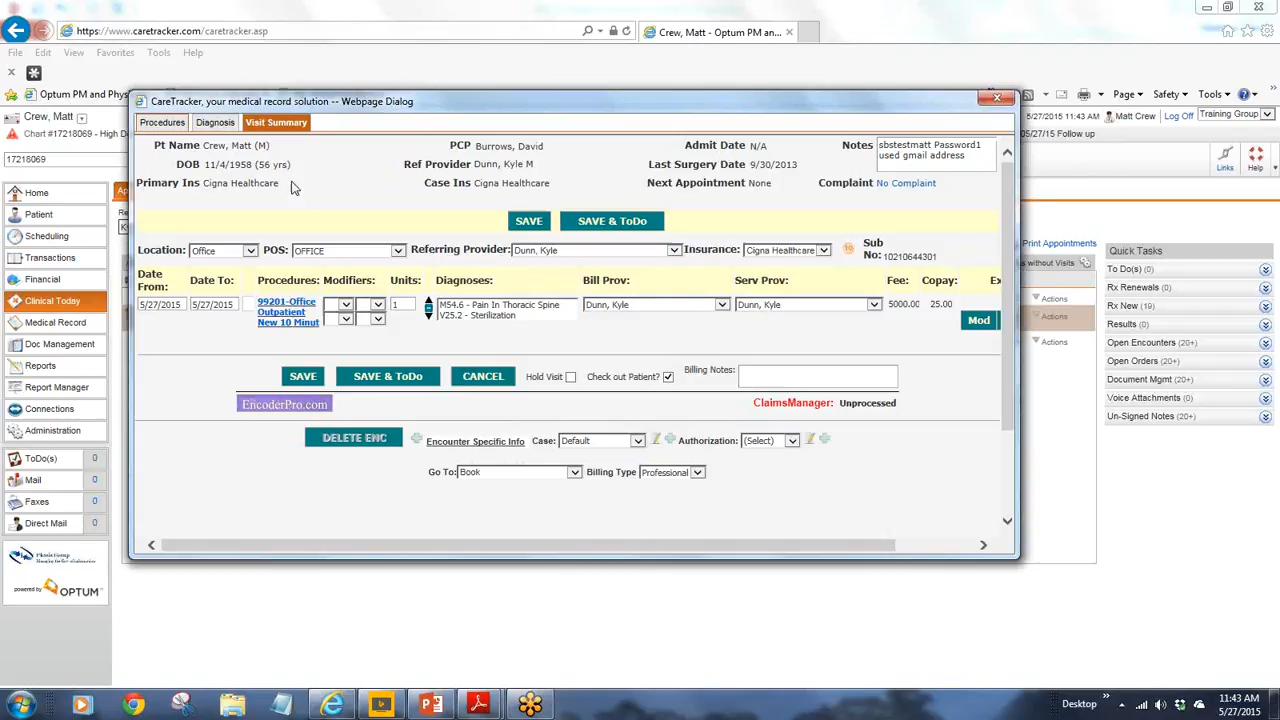 https://www.caretracker.com/caretracker.asp
Crew, Matt - Optum PM and...
File Edit View Favorites Tools Help
Optum PM and Phys
Page Safety Tools
Crew, Matt (M)
Chart #17218069 - High D
17218069
5/27/2015 11:43 AM Matt Crew Log Off Training Group
05/27/15 Follow up
Links Help
Home
Patient
Scheduling
Transactions
Financial
Clinical Today
Medical Record
Doc Management
Reports
Report Manager
Connections
Administration
ToDo(s) 0
Mail 0
Faxes 0
Direct Mail 0
powered by OPTUM
CareTracker, your medical record solution -- Webpage Dialog
Procedures Diagnosis Visit Summary
Pt Name Crew, Matt (M) PCP Burrows, David Admit Date N/A Notes sbstestmatt Password1
used gmail address
DOB 11/4/1958 (56 yrs) Ref Provider Dunn, Kyle M Last Surgery Date 9/30/2013
Primary Ins Cigna Healthcare Case Ins Cigna Healthcare Next Appointment None Complaint No Complaint
SAVE SAVE & ToDo
Location: Office POS: OFFICE Referring Provider: Dunn, Kyle Insurance: Cigna Healthcare Sub
No: 10210644301
Date From: Date To: Procedures: Modifiers: Units: Diagnoses: Bill Prov: Serv Prov: Fee: Copay: Ex
5/27/2015 5/27/2015 99201-Office
Outpatient
New 10 Minut
1 M54.6 - Pain In Thoracic Spine
V25.2 - Sterilization
Dunn, Kyle Dunn, Kyle 5000.00 25.00
Mod
SAVE SAVE & ToDo CANCEL Hold Visit Check out Patient? Billing Notes:
EncoderPro.com ClaimsManager: Unprocessed
DELETE ENC Encounter Specific Info Case: Default Authorization: (Select)
Go To: Book Billing Type Professional
Print Appointments
s without Visits
Actions
Actions
Actions
Quick Tasks
To Do(s) (0)
Rx Renewals (0)
Rx New (19)
Results (0)
Open Encounters (20+)
Open Orders (20+)
Document Mgmt (20+)
Voice Attachments (0)
Un-Signed Notes (20+)
Desktop
11:43 AM
5/27/2015